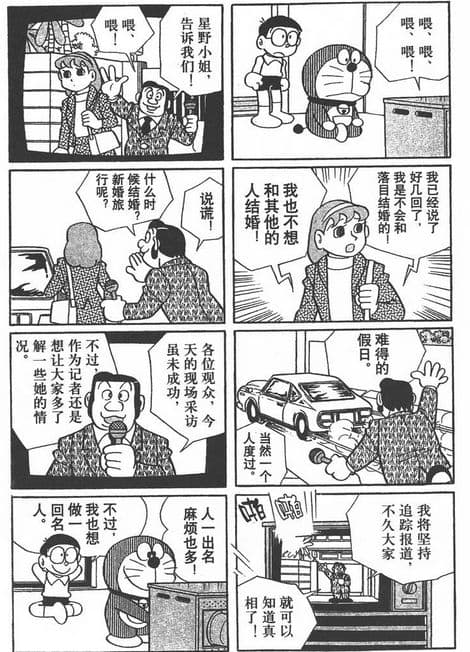 喂、喂、
喂、喂！
星野小姐，
告诉我们！
喂、
喂！
我已经说了
好几回了，
我是不会和
落目结婚的！
我也不想
和其他的
人结婚！
说谎！
什么时
候结婚？
新婚旅
行呢？
难得的
假日。
当然一个
人度过。
各位观众，今
天的现场采访
虽未成功，
不过，
作为记者还是
想让大家多了
解一些她的情
况。
我将坚持
追踪报道，
不久大家
就可以
知道真
相了！
啪 啪
人一出名
麻烦也多！
不过，
我也想
做一
回名
人。